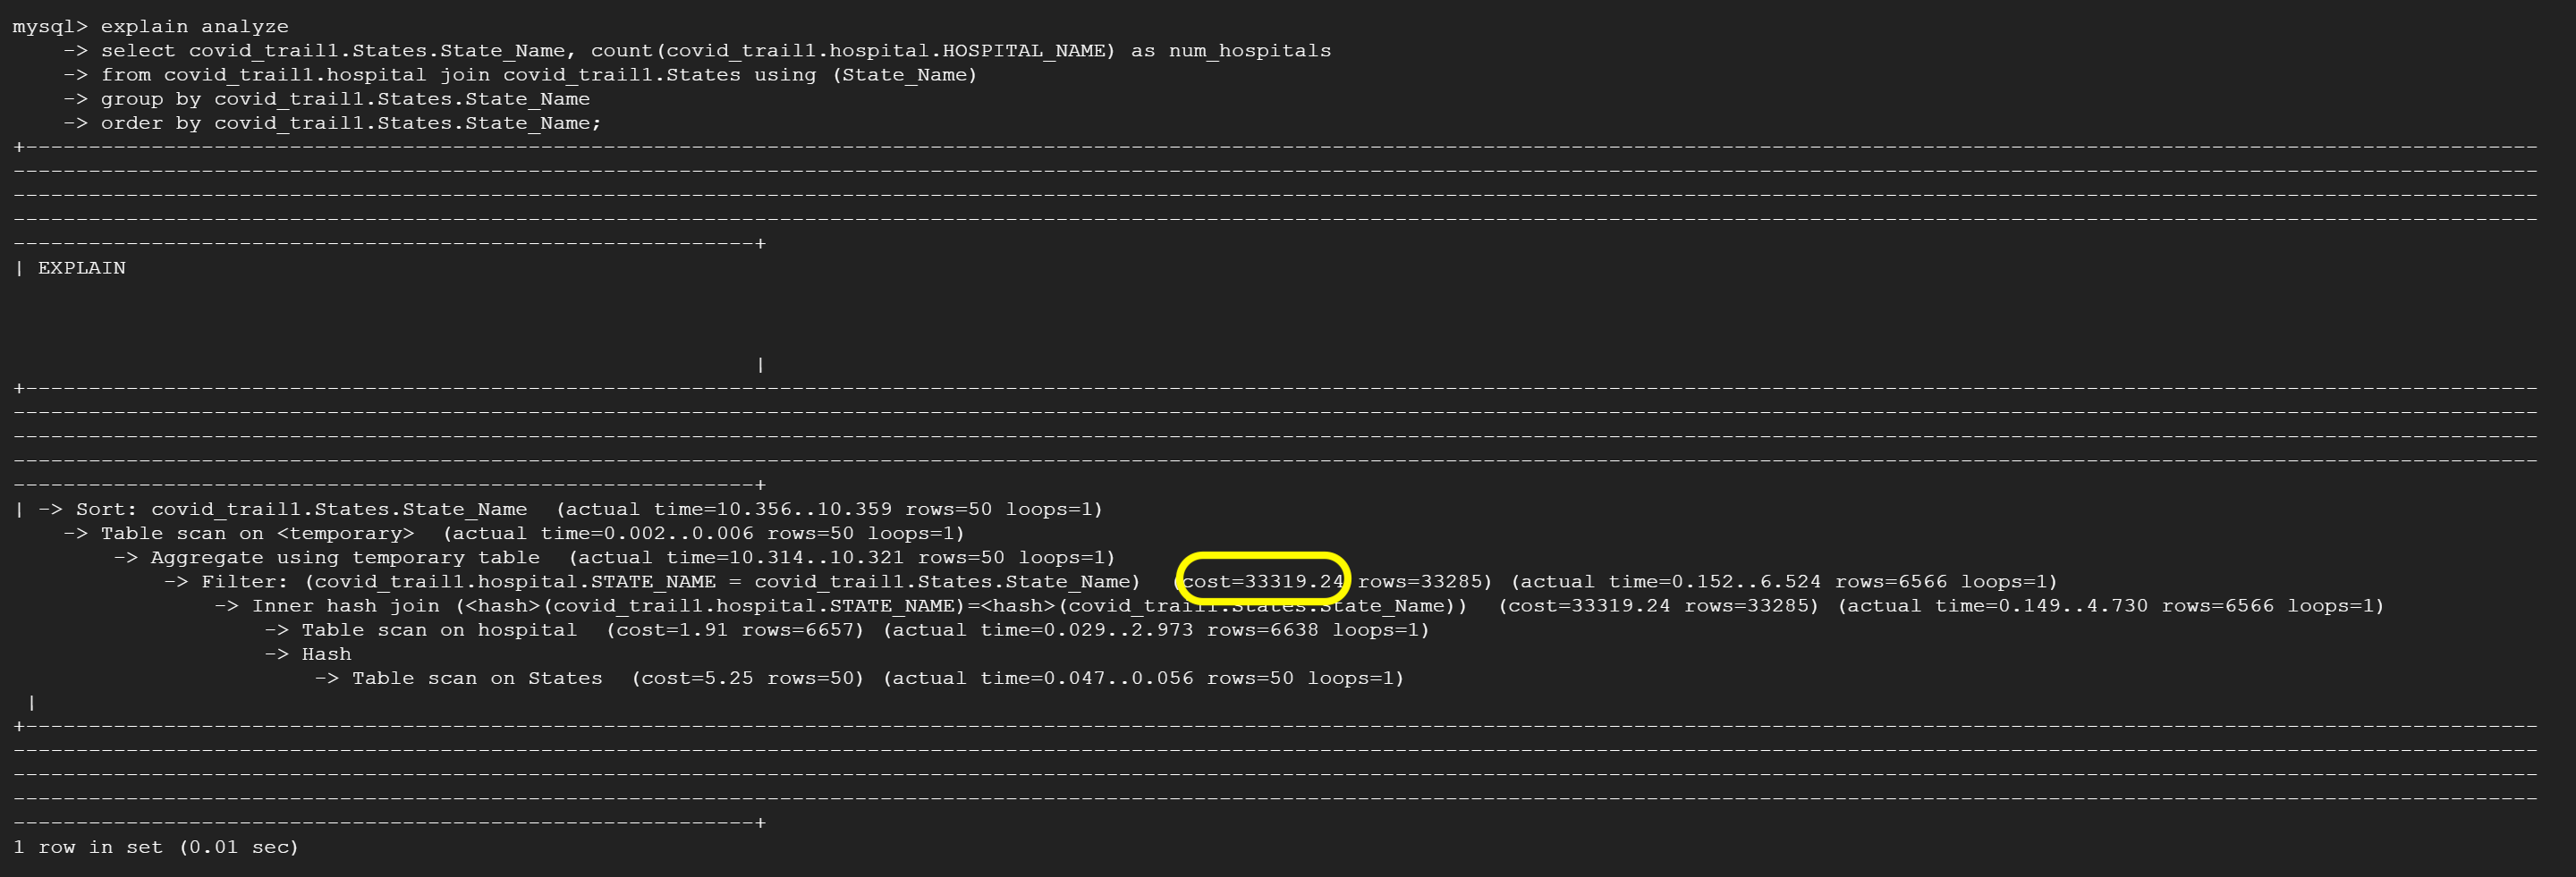 mysql> explain analyze
    -> select covid_trail1.States.State_Name, count(covid_trail1.hospital.HOSPITAL_NAME) as num_hospitals
    -> from covid_trail1.hospital join covid_trail1.States using (State_Name)
    -> group by covid_trail1.States.State_Name
    -> order by covid_trail1.States.State_Name;
| EXPLAIN
|
| -> Sort: covid_trail1.States.State_Name  (actual time=10.356..10.359 rows=50 loops=1)
    -> Table scan on <temporary>  (actual time=0.002..0.006 rows=50 loops=1)
        -> Aggregate using temporary table  (actual time=10.314..10.321 rows=50 loops=1)
            -> Filter: (covid_trail1.hospital.STATE_NAME = covid_trail1.States.State_Name)  (cost=33319.24 rows=33285) (actual time=0.152..6.524 rows=6566 loops=1)
                -> Inner hash join (<hash>(covid_trail1.hospital.STATE_NAME)=<hash>(covid_trail1.States.State_Name))  (cost=33319.24 rows=33285) (actual time=0.149..4.730 rows=6566 loops=1)
                    -> Table scan on hospital  (cost=1.91 rows=6657) (actual time=0.029..2.973 rows=6638 loops=1)
                    -> Hash
                        -> Table scan on States  (cost=5.25 rows=50) (actual time=0.047..0.056 rows=50 loops=1)
 |
1 row in set (0.01 sec)